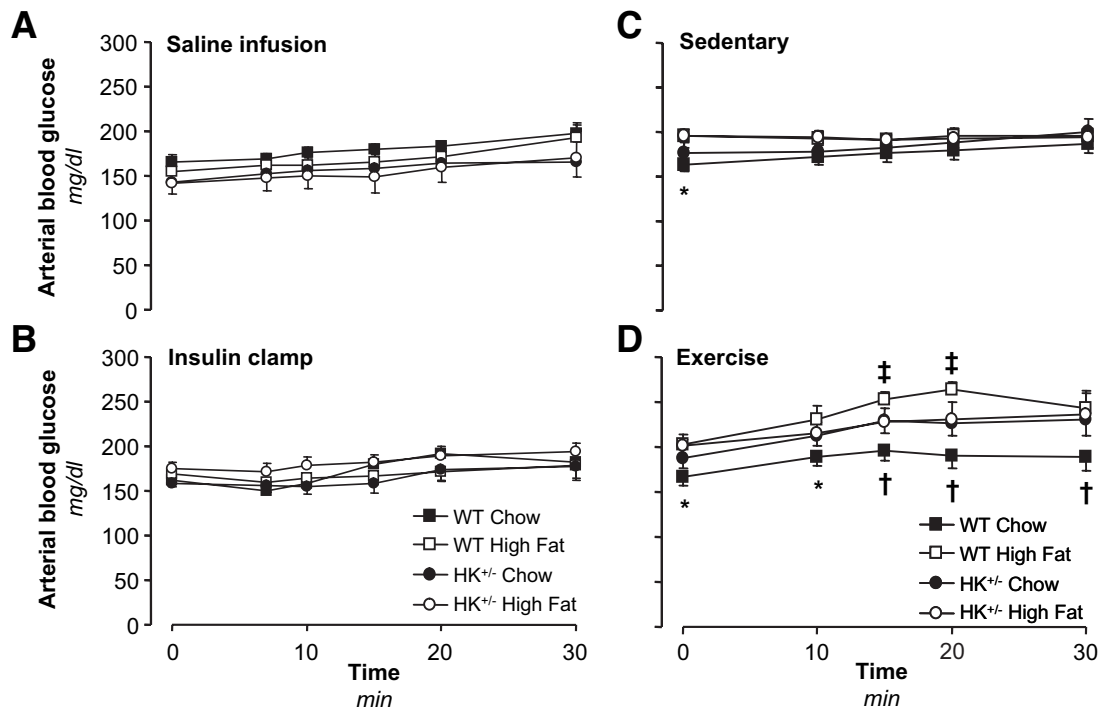 A
Saline infusion
300
250
200
150
100
50
0
Arterial blood glucose
mg/dl
C
Sedentary
*
B
Insulin clamp
300
250
200
150
100
50
0
Arterial blood glucose
mg/dl
WT Chow
WT High Fat
HK+/- Chow
HK+/- High Fat
0 10 20 30
Time
min
D
Exercise
‡ ‡
* * † † †
WT Chow
WT High Fat
HK+/- Chow
HK+/- High Fat
0 10 20 30
Time
min